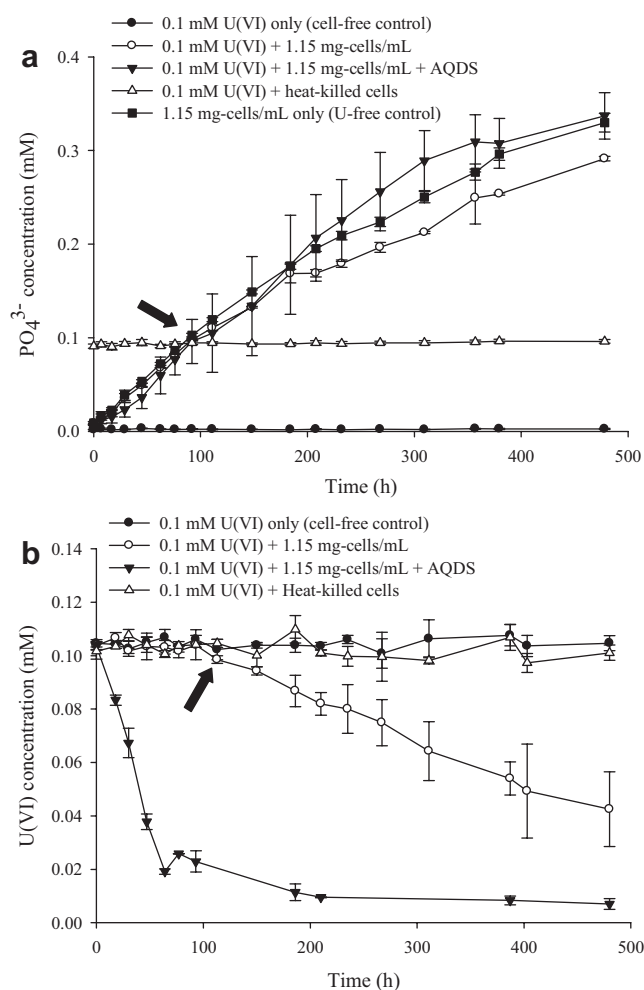 a
0.1 mM U(VI) only (cell-free control)
0.1 mM U(VI) + 1.15 mg-cells/mL
0.1 mM U(VI) + 1.15 mg-cells/mL + AQDS
0.1 mM U(VI) + heat-killed cells
1.15 mg-cells/mL only (U-free control)
PO₄³⁻ concentration (mM)
0.4
0.3
0.2
0.1
0.0
0 100 200 300 400 500
Time (h)
b
0.1 mM U(VI) only (cell-free control)
0.1 mM U(VI) + 1.15 mg-cells/mL
0.1 mM U(VI) + 1.15 mg-cells/mL + AQDS
0.1 mM U(VI) + Heat-killed cells
U(VI) concentration (mM)
0.14
0.12
0.10
0.08
0.06
0.04
0.02
0.00
0 100 200 300 400 500
Time (h)